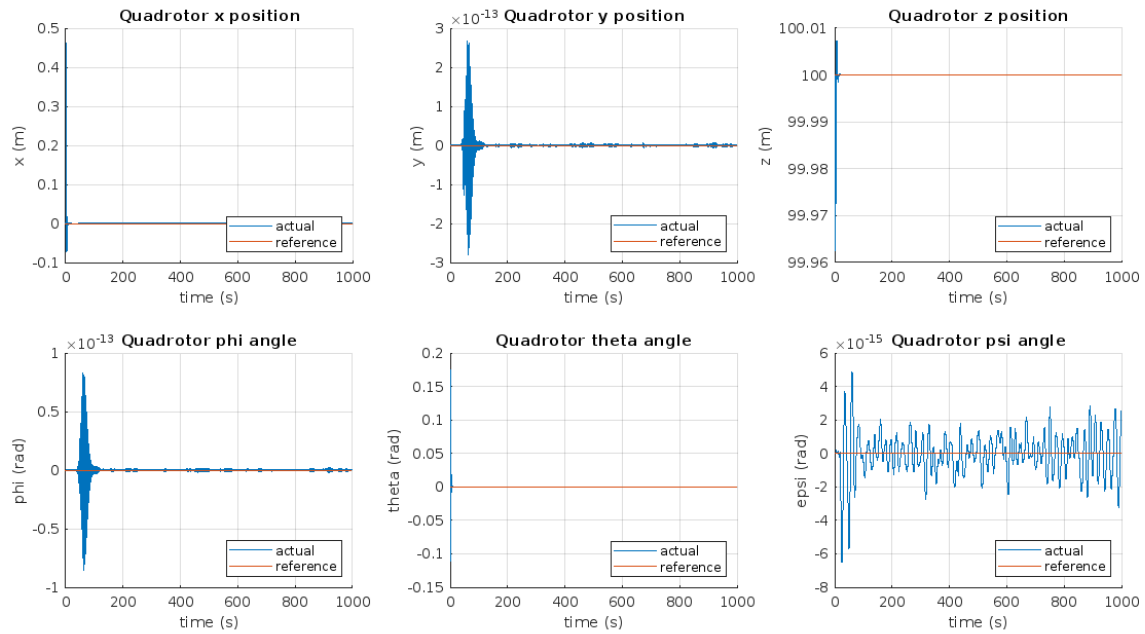 Quadrotor x position
0.5
0.4
0.3
0.2
0.1
0
-0.1
x (m)
0 200 400 600 800 1000
time (s)
actual
reference
×10⁻¹³ Quadrotor y position
3
2
1
0
-1
-2
-3
y (m)
0 200 400 600 800 1000
time (s)
actual
reference
Quadrotor z position
100.01
100
99.99
99.98
99.97
99.96
z (m)
0 200 400 600 800 1000
time (s)
actual
reference
×10⁻¹³ Quadrotor phi angle
1
0.5
0
-0.5
-1
phi (rad)
0 200 400 600 800 1000
time (s)
actual
reference
Quadrotor theta angle
0.2
0.15
0.1
0.05
0
-0.05
-0.1
-0.15
theta (rad)
0 200 400 600 800 1000
time (s)
actual
reference
×10⁻¹⁵ Quadrotor psi angle
6
4
2
0
-2
-4
-6
-8
epsi (rad)
0 200 400 600 800 1000
time (s)
actual
reference